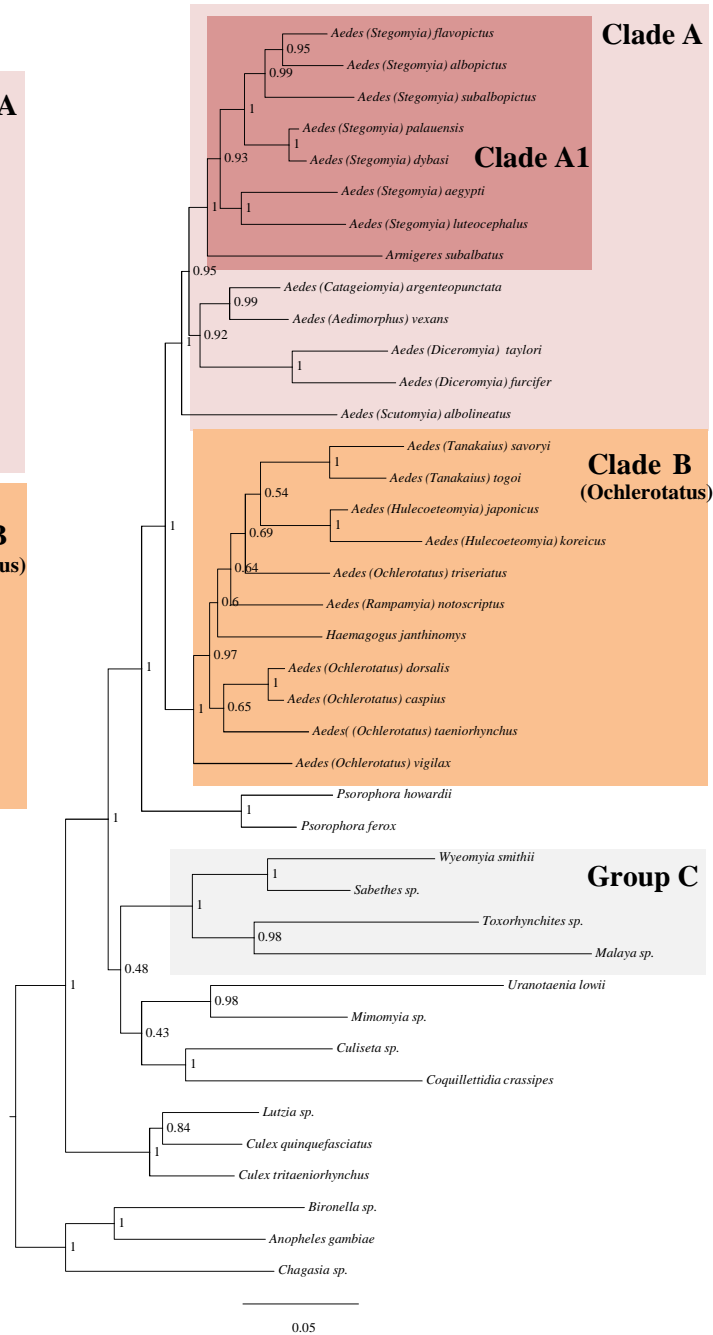 Clade A
A
Aedes (Stegomyia) flavopictus
0.95
Aedes (Stegomyia) albopictus
0.99
Aedes (Stegomyia) subalbopictus
1
Aedes (Stegomyia) palauensis
1
Aedes (Stegomyia) dybasi
Clade A1
0.93
Aedes (Stegomyia) aegypti
1
1
Aedes (Stegomyia) luteocephalus
Armigeres subalbatus
0.95
Aedes (Catageiomyia) argenteopunctata
0.99
Aedes (Aedimorphus) vexans
0.92
1
Aedes (Diceromyia) taylori
1
Aedes (Diceromyia) furcifer
Aedes (Scutomyia) albolineatus
Clade B
(Ochlerotatus)
Aedes (Tanakaius) savoryi
1
Aedes (Tanakaius) togoi
0.54
Aedes (Hulecoeteomyia) japonicus
1
B
us)
Aedes (Hulecoeteomyia) koreicus
0.69
1
0.64
Aedes (Ochlerotatus) triseriatus
0.6
Aedes (Rampamyia) notoscriptus
Haemagogus janthinomys
0.97
Aedes (Ochlerotatus) dorsalis
1
1
Aedes (Ochlerotatus) caspius
1
0.65
Aedes( (Ochlerotatus) taeniorhynchus
Aedes (Ochlerotatus) vigilax
Psorophora howardii
1
1
Psorophora ferox
Wyeomyia smithii
1
Group C
Sabethes sp.
1
Toxorhynchites sp.
0.98
Malaya sp.
0.48
1
Uranotaenia lowii
0.98
Mimomyia sp.
0.43
Culiseta sp.
1
Coquillettidia crassipes
Lutzia sp.
0.84
Culex quinquefasciatus
1
Culex tritaeniorhynchus
Bironella sp.
1
Anopheles gambiae
1
Chagasia sp.
0.05